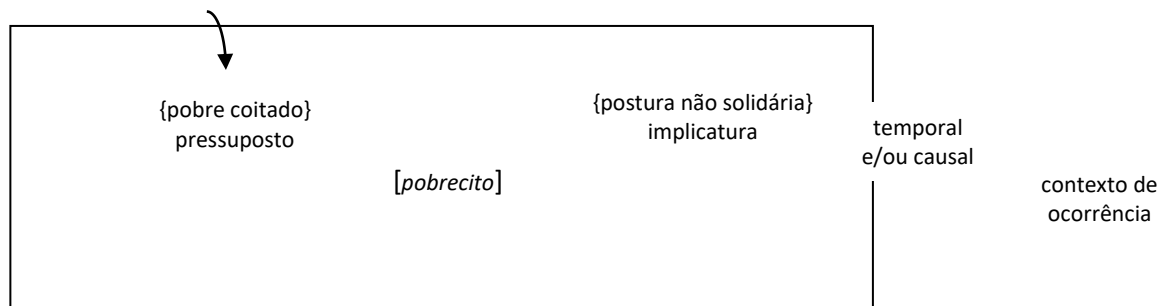 {pobre coitado}
pressuposto
{postura não solidária}
implicatura
temporal
e/ou causal
[pobrecito]
contexto de
ocorrência